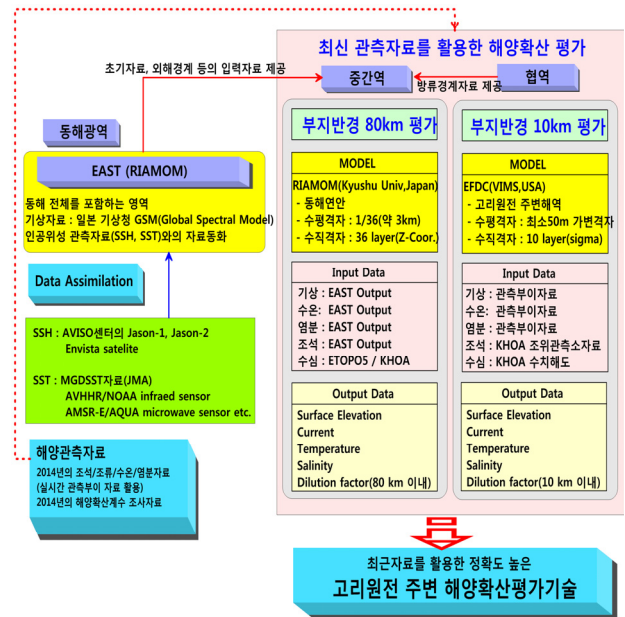 최신 관측자료를 활용한 해양확산 평가
초기자료, 외해경계 등의 입력자료 제공
중간역
방류경계자료 제공
협역
동해광역
EAST (RIAMOM)
동해 전체를 포함하는 영역
기상자료 : 일본 기상청 GSM(Global Spectral Model)
인공위성 관측자료(SSH, SST)와의 자료동화
Data Assimilation
SSH : AVISO센터의 Jason-1, Jason-2
Envista satelite
SST : MGDSST자료(JMA)
AVHHR/NOAA infraed sensor
AMSR-E/AQUA microwave sensor etc.
해양관측자료
2014년의 조석/조류/수온/염분자료
(실시간 관측부이 자료 활용)
2014년의 해양확산계수 조사자료
부지반경 80km 평가
MODEL
RIAMOM(Kyushu Univ,Japan)
- 동해연안
- 수평격자 : 1/36(약 3km)
- 수직격자 : 36 layer(Z-Coor.)
Input Data
기상 : EAST Output
수온: EAST Output
염분 : EAST Output
조석 : EAST Output
수심 : ETOPO5 / KHOA
Output Data
Surface Elevation
Current
Temperature
Salinity
Dilution factor(80 km 이내)
부지반경 10km 평가
MODEL
EFDC(VIMS,USA)
- 고리원전 주변해역
- 수평격자 : 최소50m 가변격자
- 수직격자 : 10 layer(sigma)
Input Data
기상 : 관측부이자료
수온: 관측부이자료
염분 : 관측부이자료
조석 : KHOA 조위관측소자료
수심 : KHOA 수치해도
Output Data
Surface Elevation
Current
Temperature
Salinity
Dilution factor(10 km 이내)
최근자료를 활용한 정확도 높은
고리원전 주변 해양확산평가기술